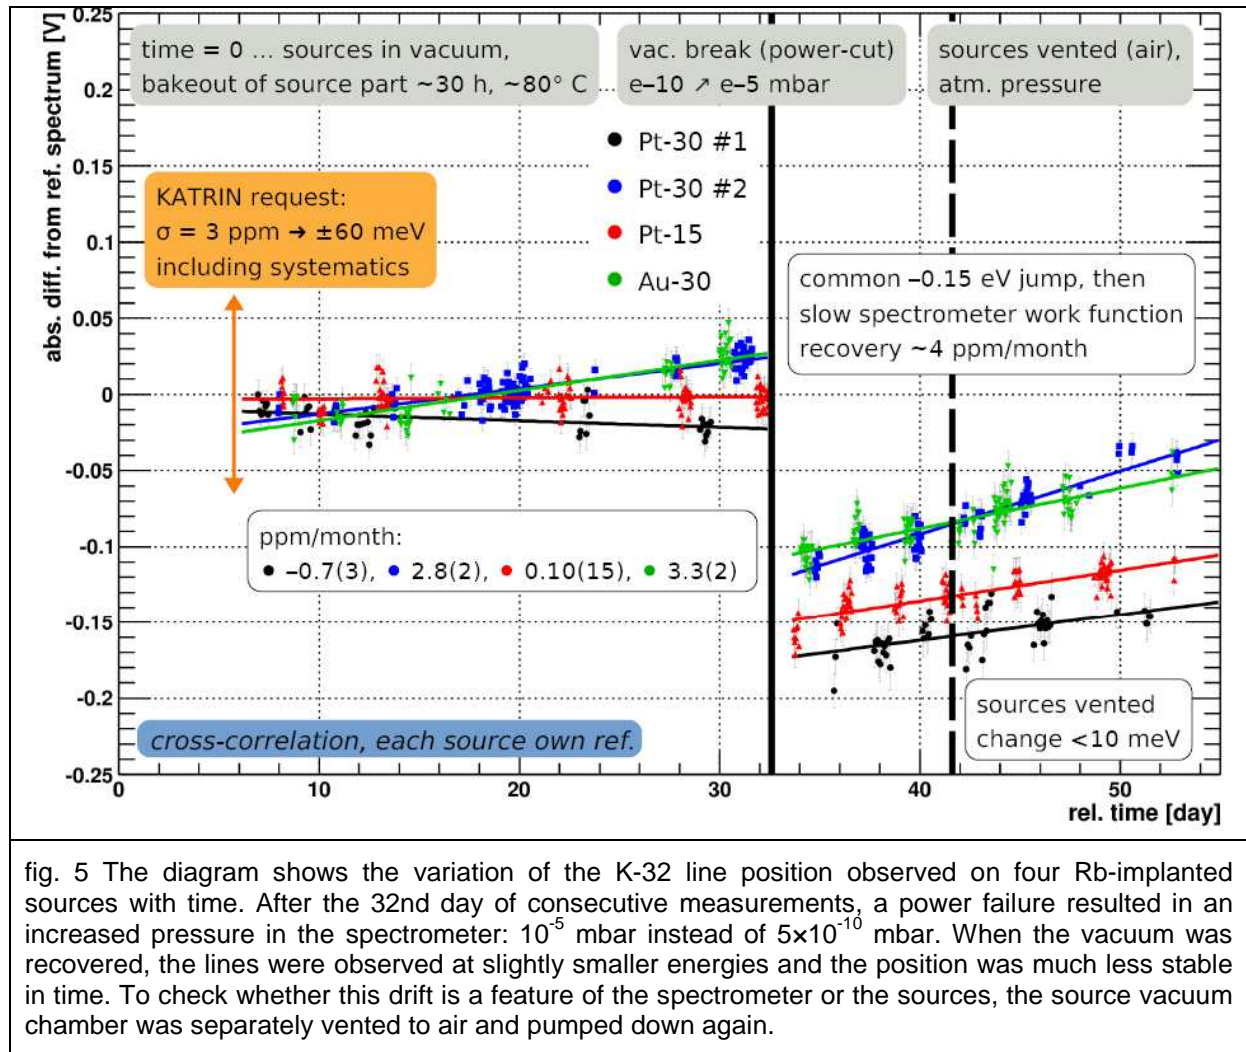 abs. diff. from ref. spectrum [V]
0.25
0.2
0.15
0.1
0.05
0
-0.05
-0.1
-0.15
-0.2
-0.25
time = 0 ... sources in vacuum,
bakeout of source part ~30 h, ~80° C
vac. break (power-cut)
e–10 ↗ e–5 mbar
sources vented (air),
atm. pressure
Pt-30 #1
Pt-30 #2
Pt-15
Au-30
KATRIN request:
σ = 3 ppm → ±60 meV
including systematics
common –0.15 eV jump, then
slow spectrometer work function
recovery ~4 ppm/month
ppm/month:
–0.7(3), 2.8(2), 0.10(15), 3.3(2)
sources vented
change <10 meV
cross-correlation, each source own ref.
0 10 20 30 40 50
rel. time [day]
fig. 5 The diagram shows the variation of the K-32 line position observed on four Rb-implanted
sources with time. After the 32nd day of consecutive measurements, a power failure resulted in an
increased pressure in the spectrometer: 10⁻⁵ mbar instead of 5×10⁻¹⁰ mbar. When the vacuum was
recovered, the lines were observed at slightly smaller energies and the position was much less stable
in time. To check whether this drift is a feature of the spectrometer or the sources, the source vacuum
chamber was separately vented to air and pumped down again.